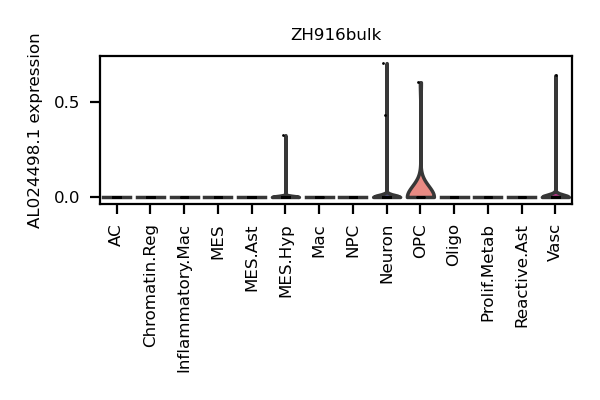 ZH916bulk
AL024498.1 expression
0.5
0.0
AC
Chromatin.Reg
Inflammatory.Mac
MES
MES.Ast
MES.Hyp
Mac
NPC
Neuron
OPC
Oligo
Prolif.Metab
Reactive.Ast
Vasc